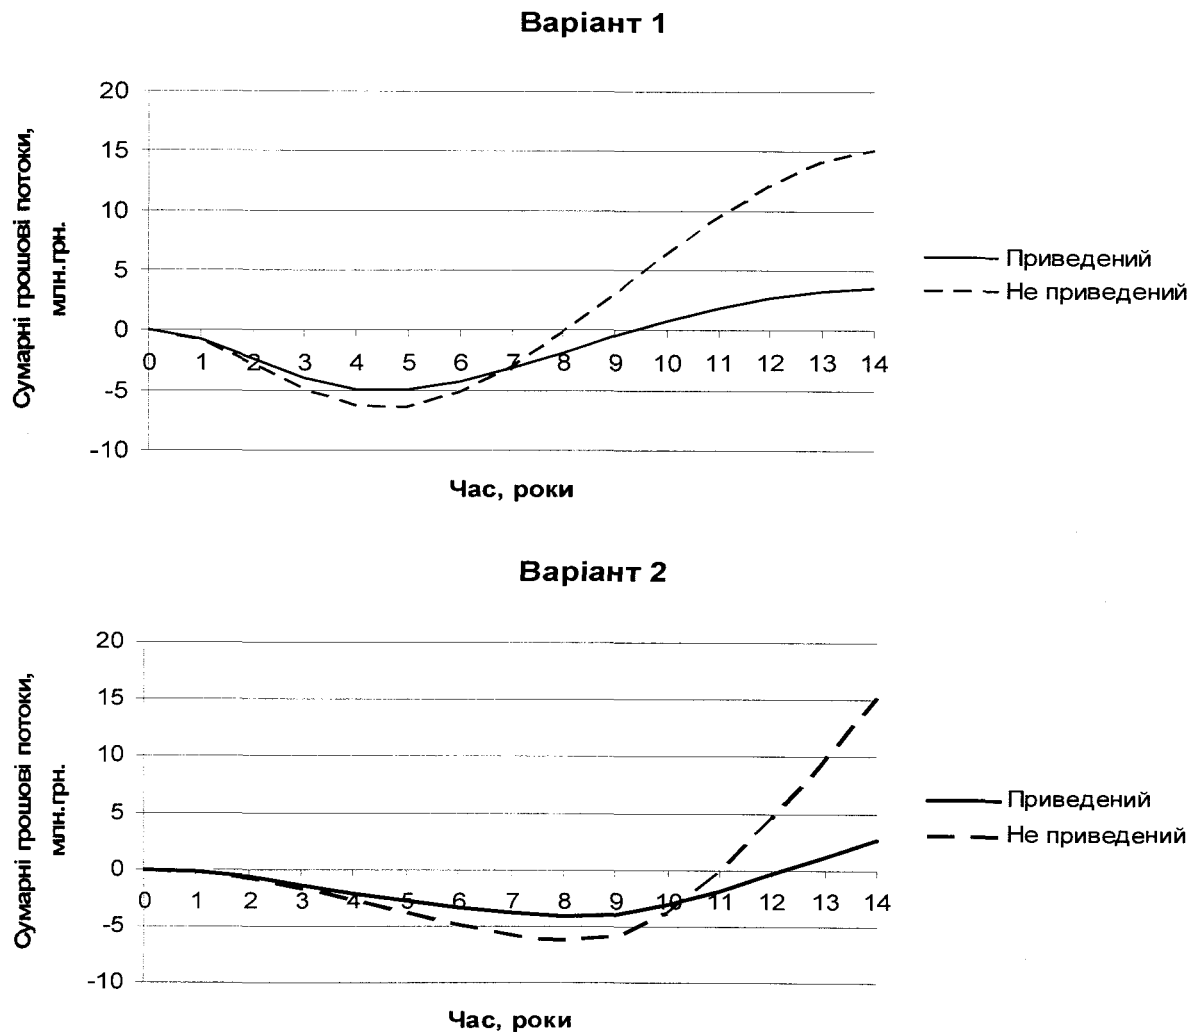 Варіант 1
Сумарні грошові потоки,
млн.грн.
20
15
10
5
0
-5
-10
0 1 2 3 4 5 6 7 8 9 10 11 12 13 14
Час, роки
Приведений
Не приведений
Варіант 2
Сумарні грошові потоки,
млн.грн.
20
15
10
5
0
-5
-10
0 1 2 3 4 5 6 7 8 9 10 11 12 13 14
Час, роки
Приведений
Не приведений